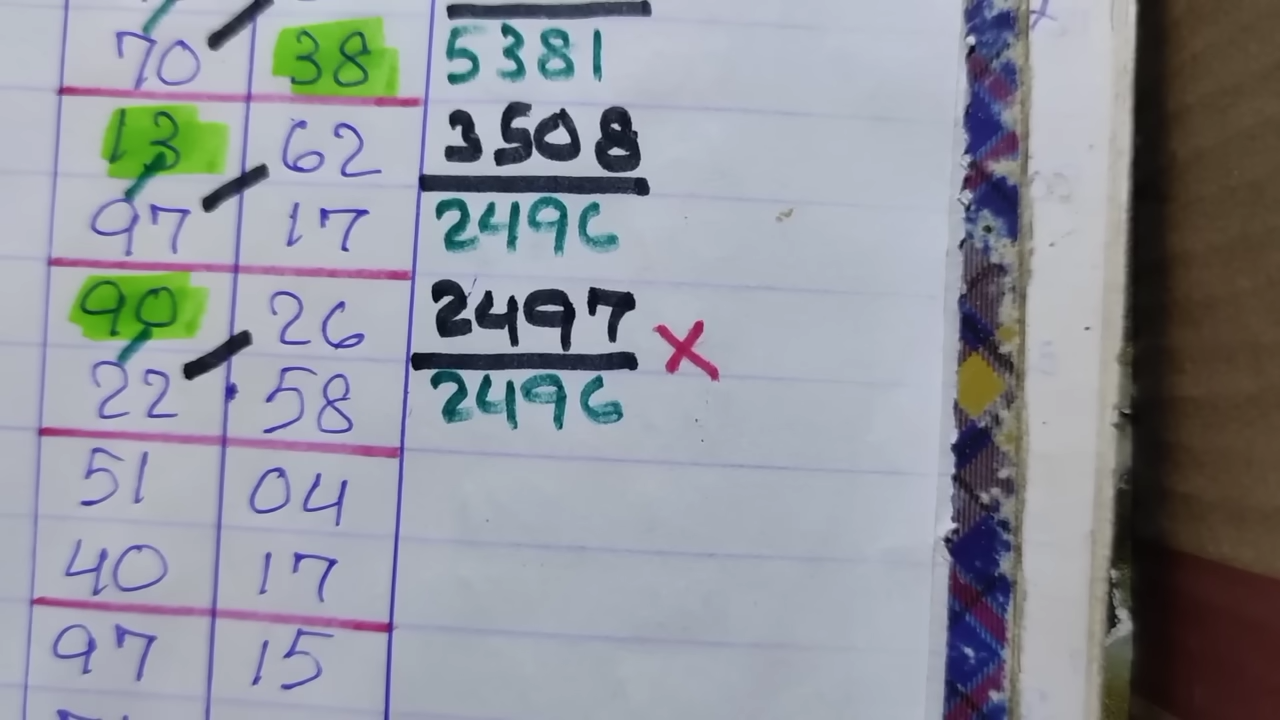 70 38 5381
13 62 3508
97 17 2496
90 26 2497 ×
22 58 2496
51 04
40 17
97 15